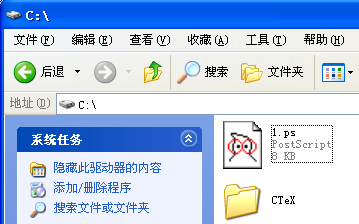 C:\
文件(F) 编辑(E) 查看(V) 收藏(A) 工具(T) 帮助(H)
后退 搜索 文件夹
地址(D) C:\
系统任务
隐藏此驱动器的内容
添加/删除程序
搜索文件或文件夹
1.ps
PostScript
8 KB
CTeX